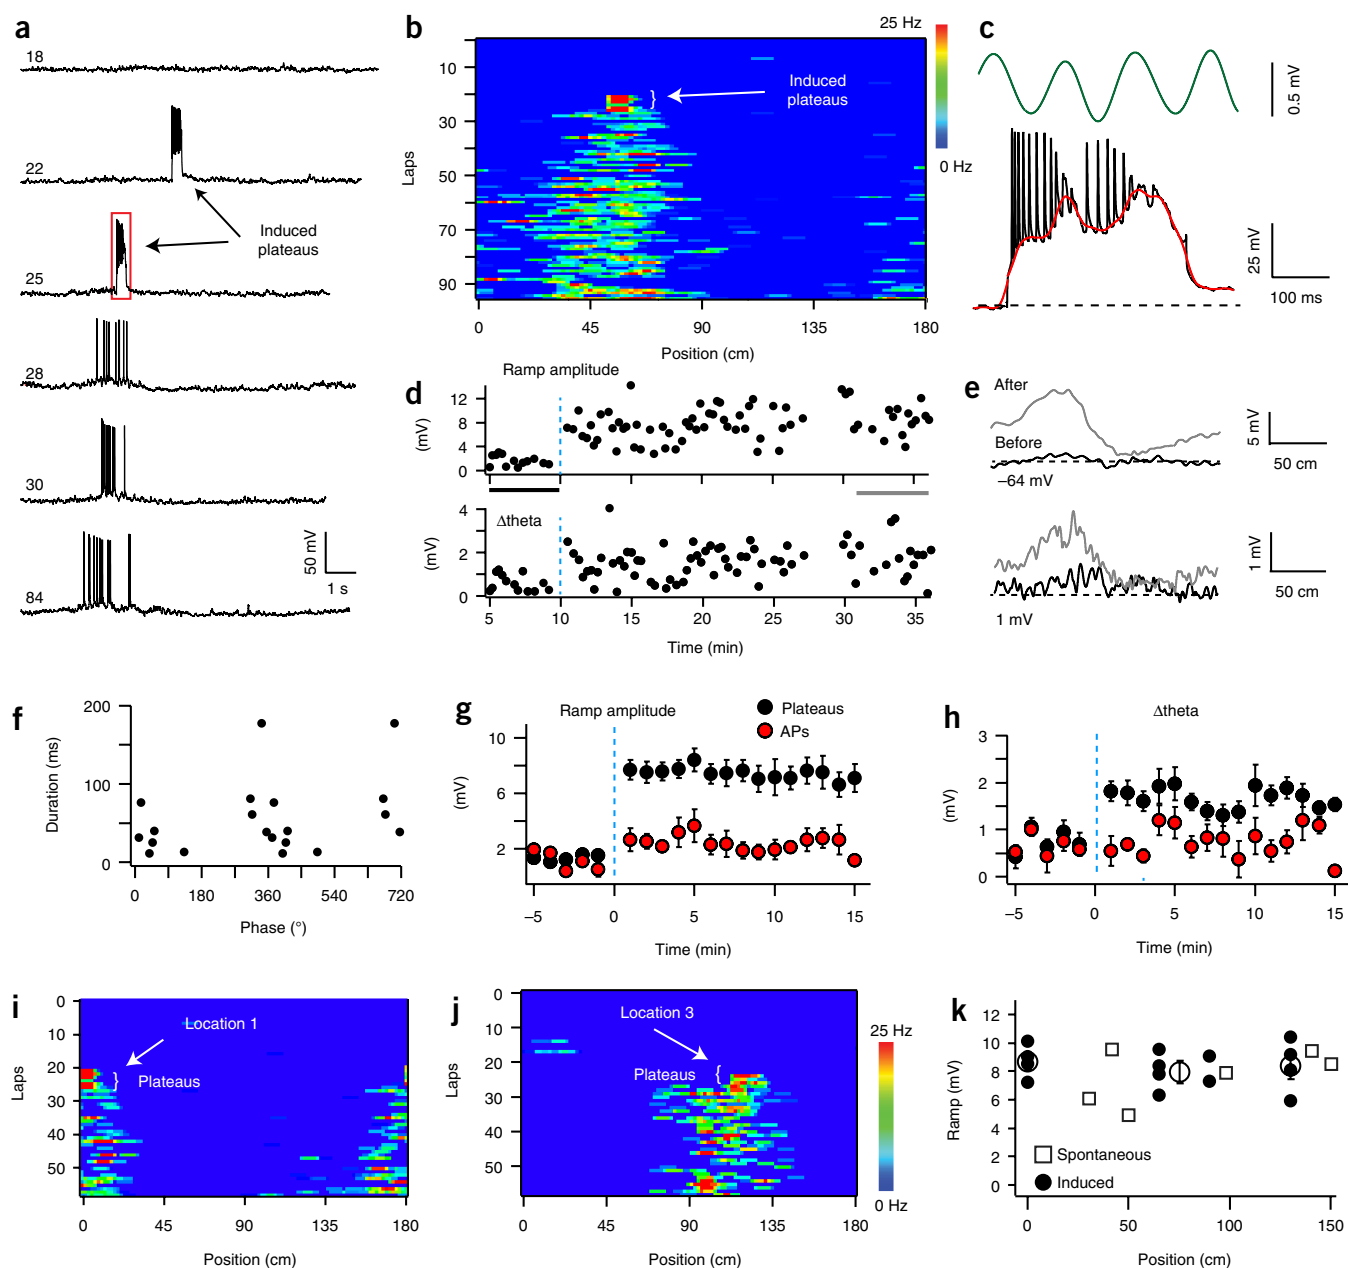 a
18
22
25
28
30
84
Induced
plateaus
50 mV
1 s
b
25 Hz
0 Hz
Laps
10
30
50
70
90
Induced
plateaus
0
45
90
135
180
Position (cm)
c
0.5 mV
25 mV
100 ms
d
Ramp amplitude
(mV)
12
8
4
0
Δtheta
(mV)
4
2
0
5
10
15
20
25
30
35
Time (min)
e
After
Before
–64 mV
5 mV
50 cm
1 mV
1 mV
50 cm
f
Duration (ms)
200
100
0
0
180
360
540
720
Phase (°)
g
Ramp amplitude
Plateaus
APs
(mV)
10
6
2
–5
0
5
10
15
Time (min)
h
Δtheta
(mV)
3
2
1
0
–5
0
5
10
15
Time (min)
i
Laps
0
10
20
30
40
50
Location 1
Plateaus
0
45
90
135
180
Position (cm)
j
Laps
0
10
20
30
40
50
Location 3
Plateaus
25 Hz
0 Hz
0
45
90
135
180
Position (cm)
k
Ramp (mV)
12
10
8
6
4
2
0
Spontaneous
Induced
0
50
100
150
Position (cm)